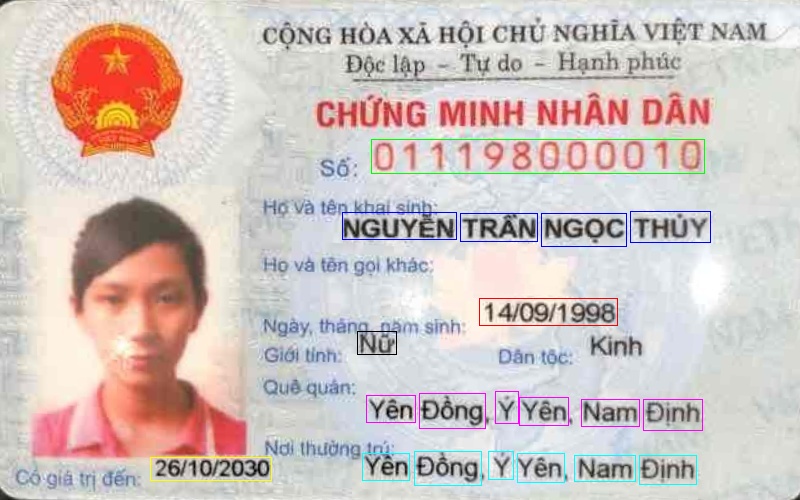 CỘNG HÒA XÃ HỘI CHỦ NGHĨA VIỆT NAM
Độc lập - Tự do - Hạnh phúc
CHỨNG MINH NHÂN DÂN
Số: 011198000010
Họ và tên khai sinh:
NGUYỄN TRẦN NGỌC THỦY
Họ và tên gọi khác:
Ngày, tháng, năm sinh: 14/09/1998
Giới tính: Nữ Dân tộc: Kinh
Quê quán:
Yên Đồng, Ý Yên, Nam Định
Nơi thường trú:
Yên Đồng, Ý Yên, Nam Định
Có giá trị đến: 26/10/2030